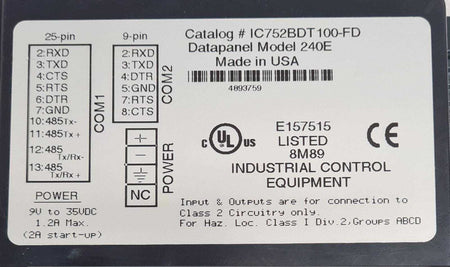 25-pin
2:RXD
3:TXD
4:CTS
5:RTS
6:DTR
7:GND
10:485Tx-
11:485Tx+
12:485
Tx/Rx-
13:485
Tx/Rx+
COM1
9-pin
2:RXD
3:TXD
4:DTR
5:GND
7:RTS
8:CTS
COM2
+
-
NC
POWER
POWER
9V to 35VDC
1.2A Max.
(2A start-up)
Catalog # IC752BDT100-FD
Datapanel Model 240E
Made in USA
4893759
c UL us
E157515
LISTED
8M89
CE
INDUSTRIAL CONTROL
EQUIPMENT
Input & Outputs are for connection to
Class 2 Circuitry only.
For Haz. Loc. Class I Div.2,Groups ABCD